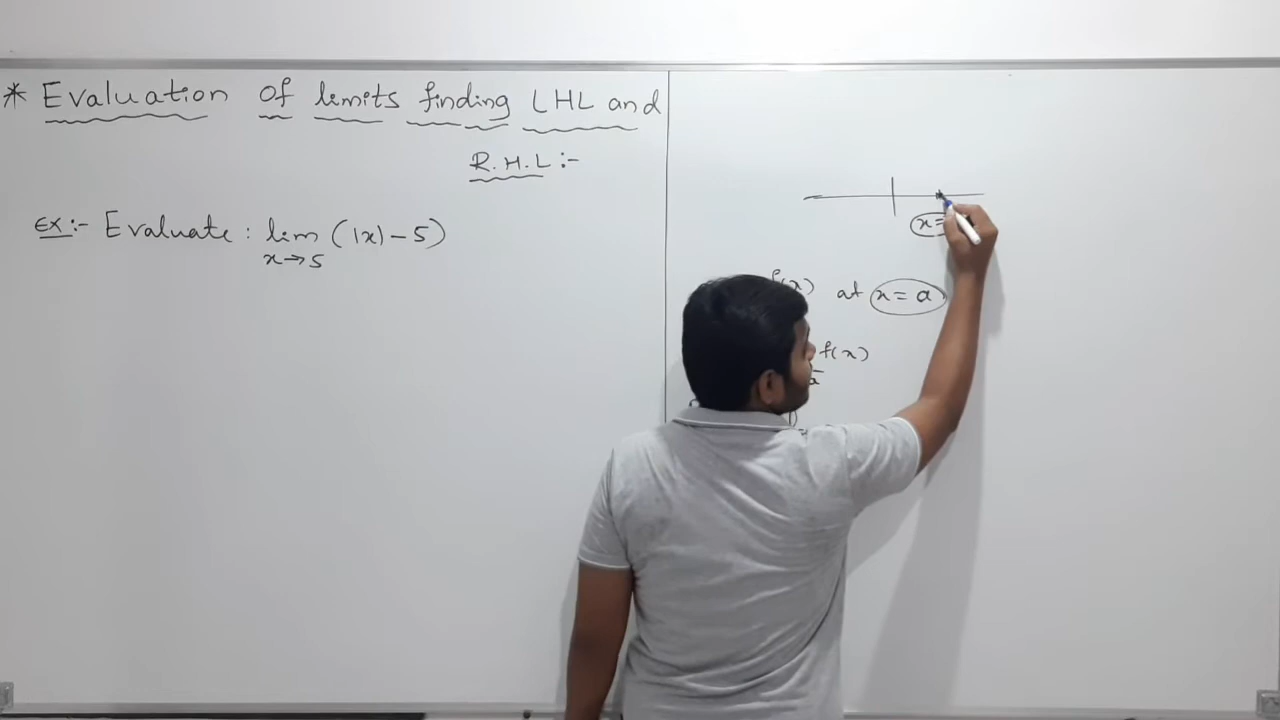 * Evaluation of limits finding LHL and
R.H.L :-
Ex:- Evaluate : lim (|x|-5)
x→5
x=
f(x) at x = a
f(x)
a⁻